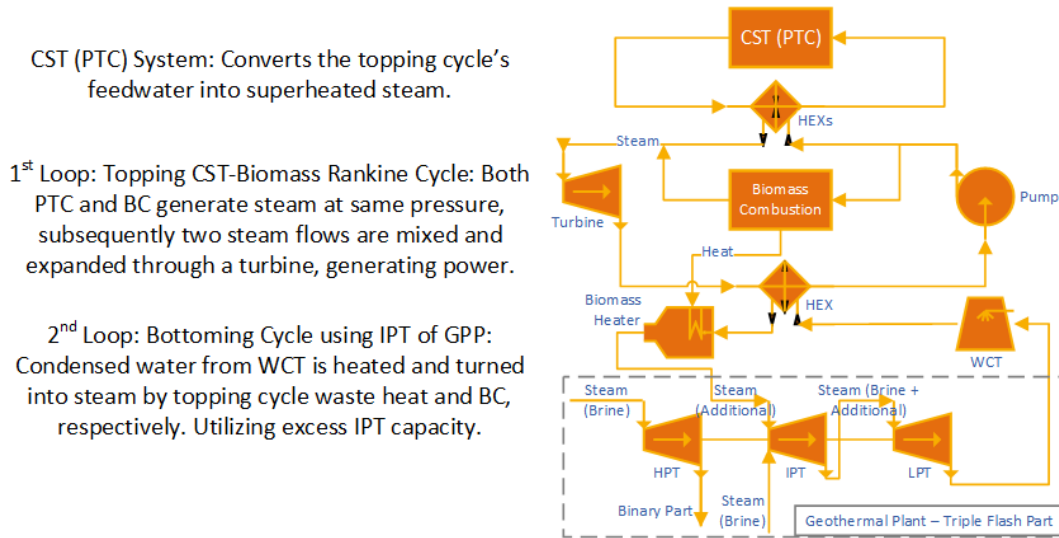 CST (PTC) System: Converts the topping cycle's
feedwater into superheated steam.
1st Loop: Topping CST-Biomass Rankine Cycle: Both
PTC and BC generate steam at same pressure,
subsequently two steam flows are mixed and
expanded through a turbine, generating power.
2nd Loop: Bottoming Cycle using IPT of GPP:
Condensed water from WCT is heated and turned
into steam by topping cycle waste heat and BC,
respectively. Utilizing excess IPT capacity.
CST (PTC)
HEXs
Steam
Turbine
Biomass
Combustion
Pump
Heat
HEX
Biomass
Heater
WCT
Steam
(Brine)
Steam
(Additional)
Steam (Brine +
Additional)
HPT
IPT
LPT
Binary Part
Steam
(Brine)
Geothermal Plant – Triple Flash Part